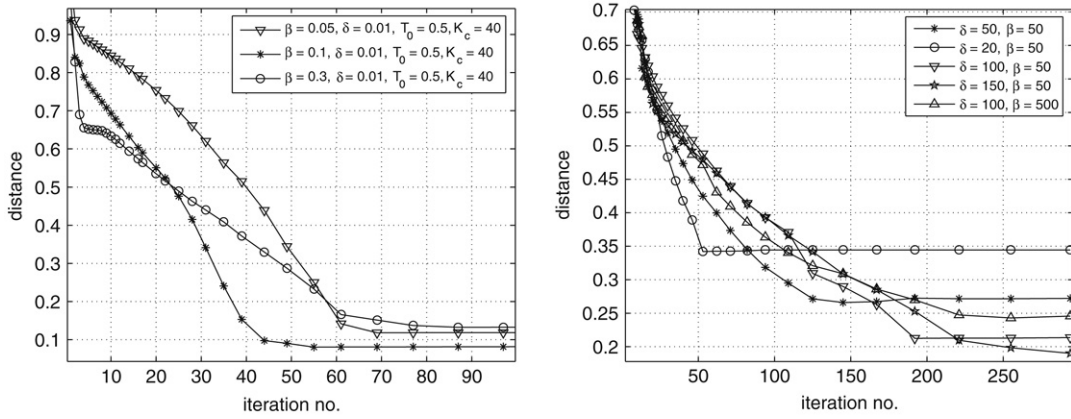 β = 0.05, δ = 0.01, T0 = 0.5, Kc = 40
β = 0.1, δ = 0.01, T0 = 0.5, Kc = 40
β = 0.3, δ = 0.01, T0 = 0.5, Kc = 40
0.9
0.8
0.7
0.6
0.5
0.4
0.3
0.2
0.1
distance
10 20 30 40 50 60 70 80 90
iteration no.
δ = 50, β = 50
δ = 20, β = 50
δ = 100, β = 50
δ = 150, β = 50
δ = 100, β = 500
0.7
0.65
0.6
0.55
0.5
0.45
0.4
0.35
0.3
0.25
0.2
distance
50 100 150 200 250
iteration no.